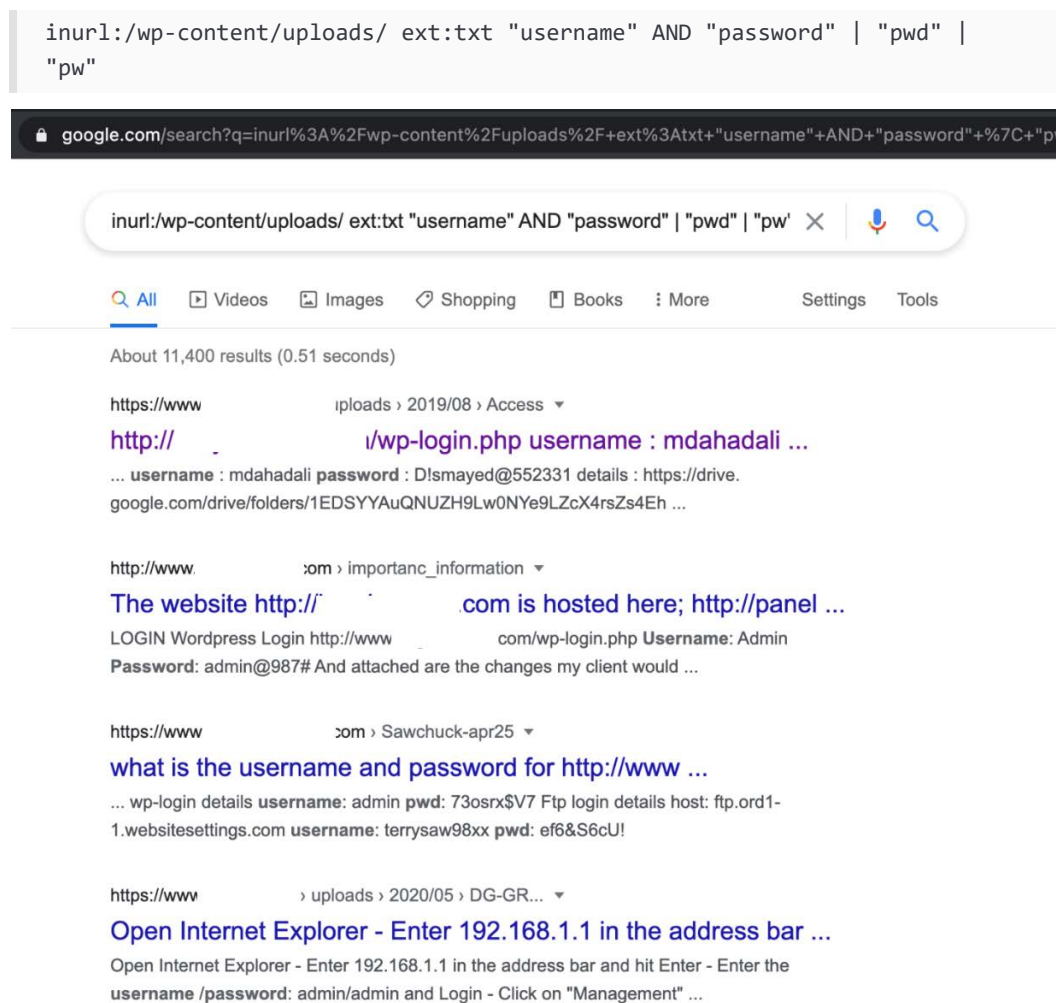 inurl:/wp-content/uploads/ ext:txt "username" AND "password" | "pwd" |
"pw"
google.com/search?q=inurl%3A%2Fwp-content%2Fuploads%2F+ext%3Atxt+"username"+AND+"password"+%7C+"p
inurl:/wp-content/uploads/ ext:txt "username" AND "password" | "pwd" | "pw'
All Videos Images Shopping Books More Settings Tools
About 11,400 results (0.51 seconds)
https://www uploads › 2019/08 › Access
http:// /wp-login.php username : mdahadali ...
... username : mdahadali password : D!smayed@552331 details : https://drive.
google.com/drive/folders/1EDSYYAuQNUZH9Lw0NYe9LZcX4rsZs4Eh ...
http://www. com › importanc_information
The website http:// .com is hosted here; http://panel ...
LOGIN Wordpress Login http://www com/wp-login.php Username: Admin
Password: admin@987# And attached are the changes my client would ...
https://www com › Sawchuck-apr25
what is the username and password for http://www ...
... wp-login details username: admin pwd: 73osrx$V7 Ftp login details host: ftp.ord1-
1.websitesettings.com username: terrysaw98xx pwd: ef6&S6cU!
https://www › uploads › 2020/05 › DG-GR...
Open Internet Explorer - Enter 192.168.1.1 in the address bar ...
Open Internet Explorer - Enter 192.168.1.1 in the address bar and hit Enter - Enter the
username /password: admin/admin and Login - Click on "Management" ...